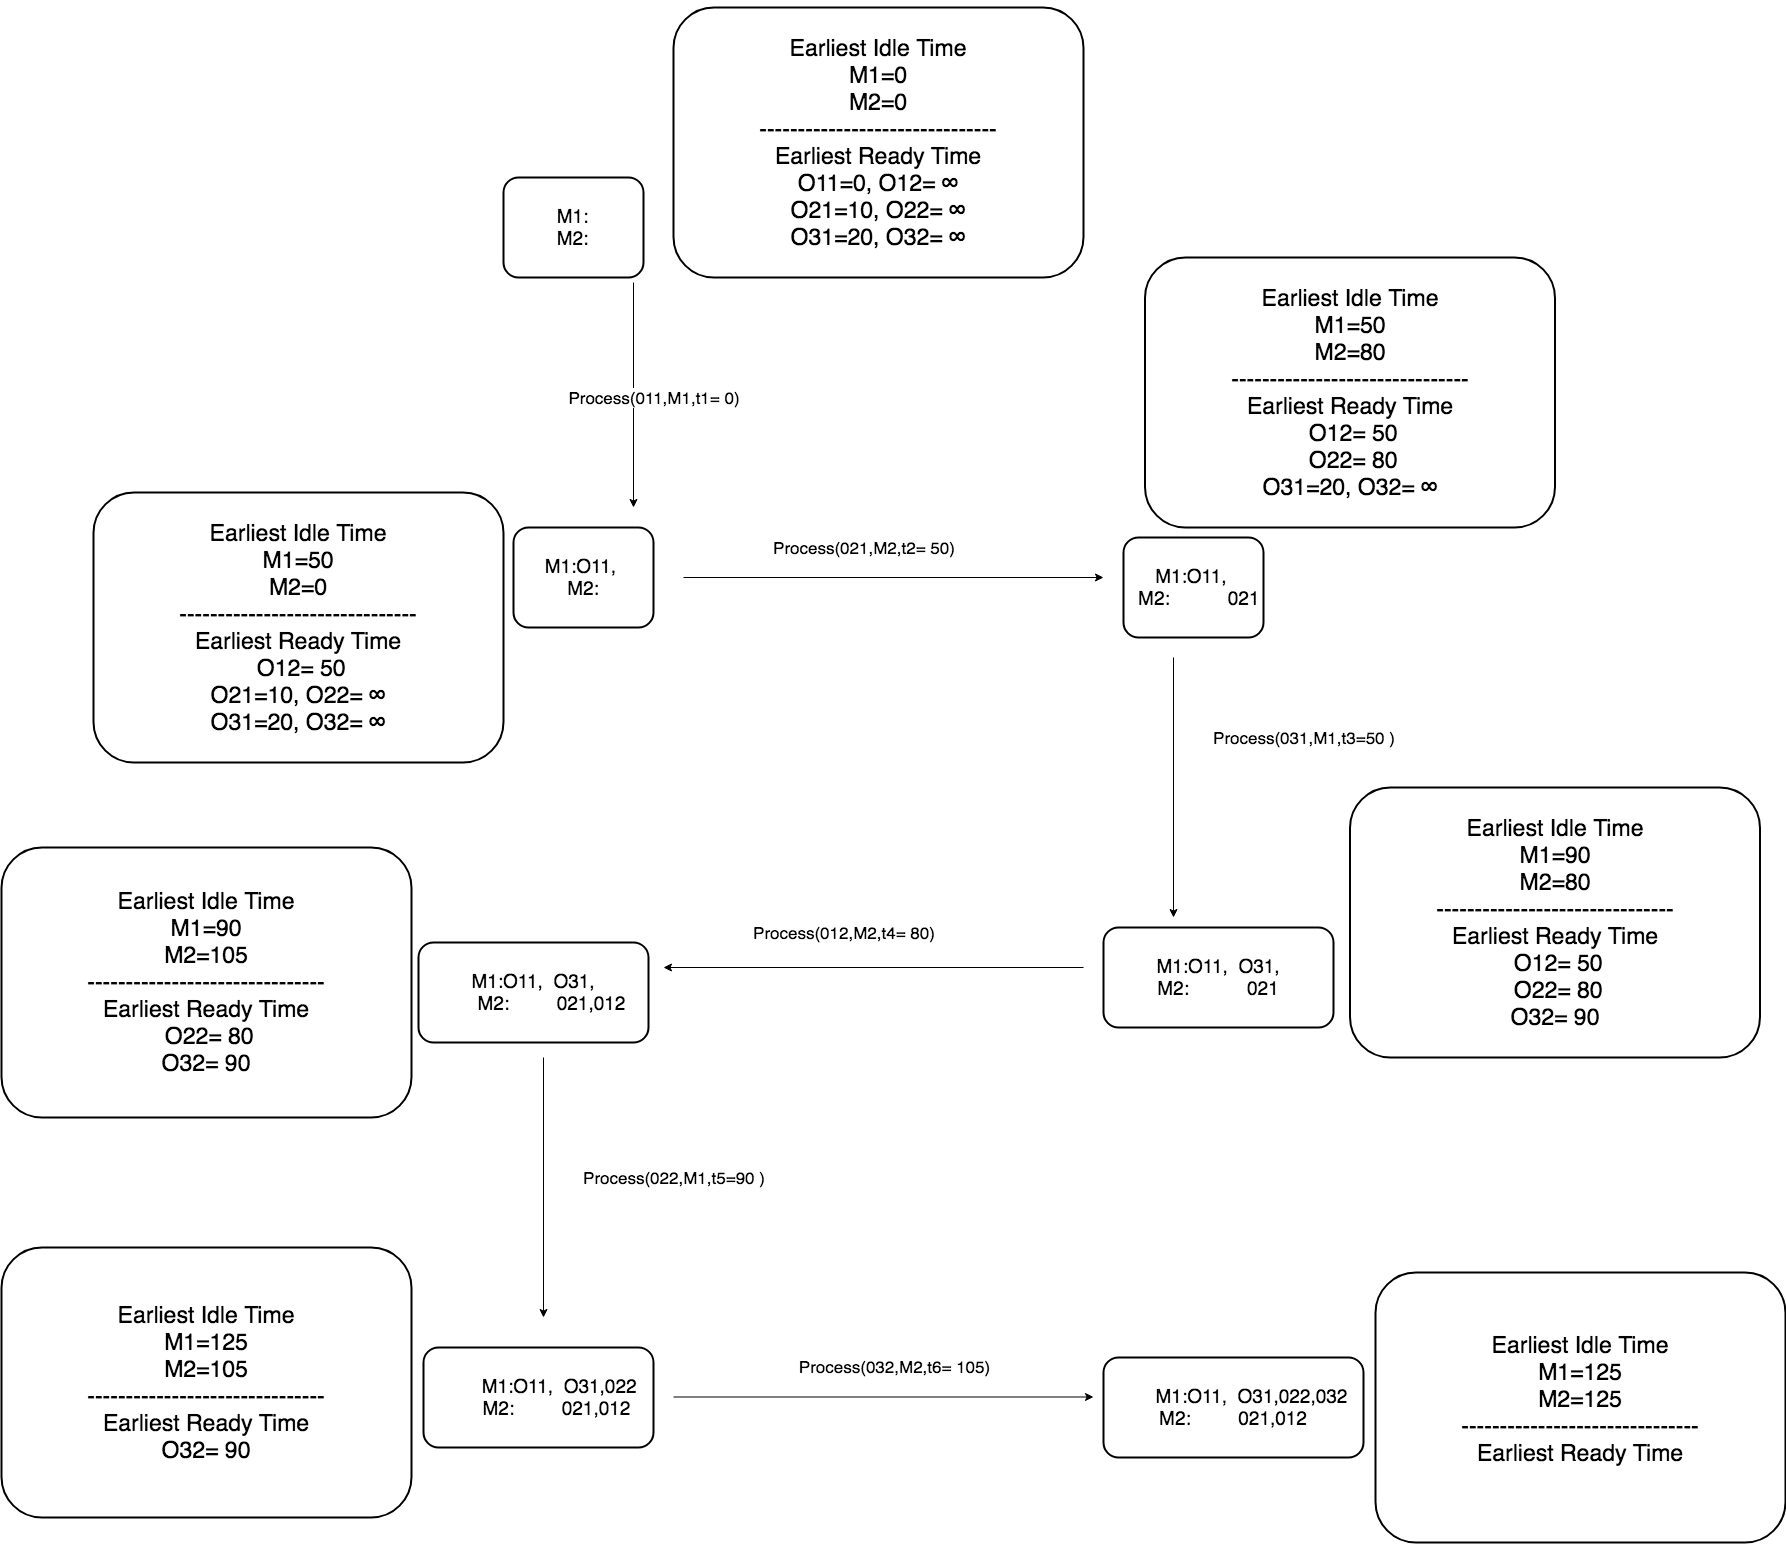 Earliest Idle Time
M1=0
M2=0
-------------------------------
Earliest Ready Time
O11=0, O12= ∞
O21=10, O22= ∞
O31=20, O32= ∞
M1:
M2:
Process(011,M1,t1= 0)
Earliest Idle Time
M1=50
M2=80
-------------------------------
Earliest Ready Time
O12= 50
O22= 80
O31=20, O32= ∞
Earliest Idle Time
M1=50
M2=0
-------------------------------
Earliest Ready Time
O12= 50
O21=10, O22= ∞
O31=20, O32= ∞
M1:O11,
M2:
Process(021,M2,t2= 50)
M1:O11,
M2: 021
Process(031,M1,t3=50 )
Earliest Idle Time
M1=90
M2=80
-------------------------------
Earliest Ready Time
O12= 50
O22= 80
O32= 90
M1:O11, O31,
M2: 021
Process(012,M2,t4= 80)
M1:O11, O31,
M2: 021,012
Earliest Idle Time
M1=90
M2=105
-------------------------------
Earliest Ready Time
O22= 80
O32= 90
Process(022,M1,t5=90 )
Earliest Idle Time
M1=125
M2=105
-------------------------------
Earliest Ready Time
O32= 90
M1:O11, O31,022
M2: 021,012
Process(032,M2,t6= 105)
M1:O11, O31,022,032
M2: 021,012
Earliest Idle Time
M1=125
M2=125
-------------------------------
Earliest Ready Time